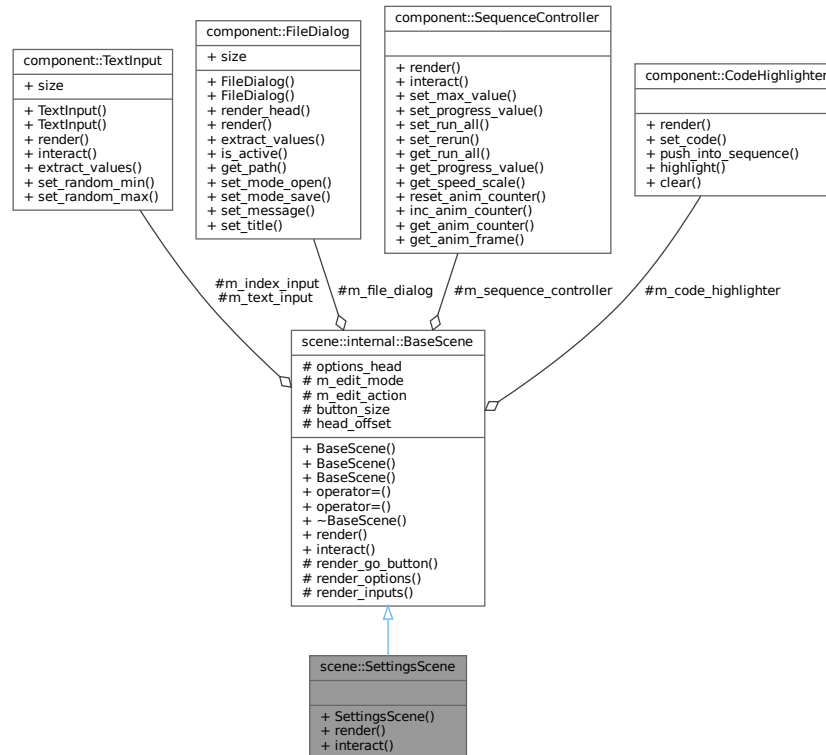 component::TextInput
+ size
+ TextInput()
+ TextInput()
+ render()
+ interact()
+ extract_values()
+ set_random_min()
+ set_random_max()
component::FileDialog
+ size
+ FileDialog()
+ FileDialog()
+ render_head()
+ render()
+ extract_values()
+ is_active()
+ get_path()
+ set_mode_open()
+ set_mode_save()
+ set_message()
+ set_title()
component::SequenceController
+ render()
+ interact()
+ set_max_value()
+ set_progress_value()
+ set_run_all()
+ set_rerun()
+ get_run_all()
+ get_progress_value()
+ get_speed_scale()
+ reset_anim_counter()
+ inc_anim_counter()
+ get_anim_counter()
+ get_anim_frame()
component::CodeHighlighter
+ render()
+ set_code()
+ push_into_sequence()
+ highlight()
+ clear()
#m_index_input
#m_text_input
#m_file_dialog
#m_sequence_controller
#m_code_highlighter
scene::internal::BaseScene
# options_head
# m_edit_mode
# m_edit_action
# button_size
# head_offset
+ BaseScene()
+ BaseScene()
+ BaseScene()
+ operator=()
+ operator=()
+ ~BaseScene()
+ render()
+ interact()
# render_go_button()
# render_options()
# render_inputs()
scene::SettingsScene
+ SettingsScene()
+ render()
+ interact()